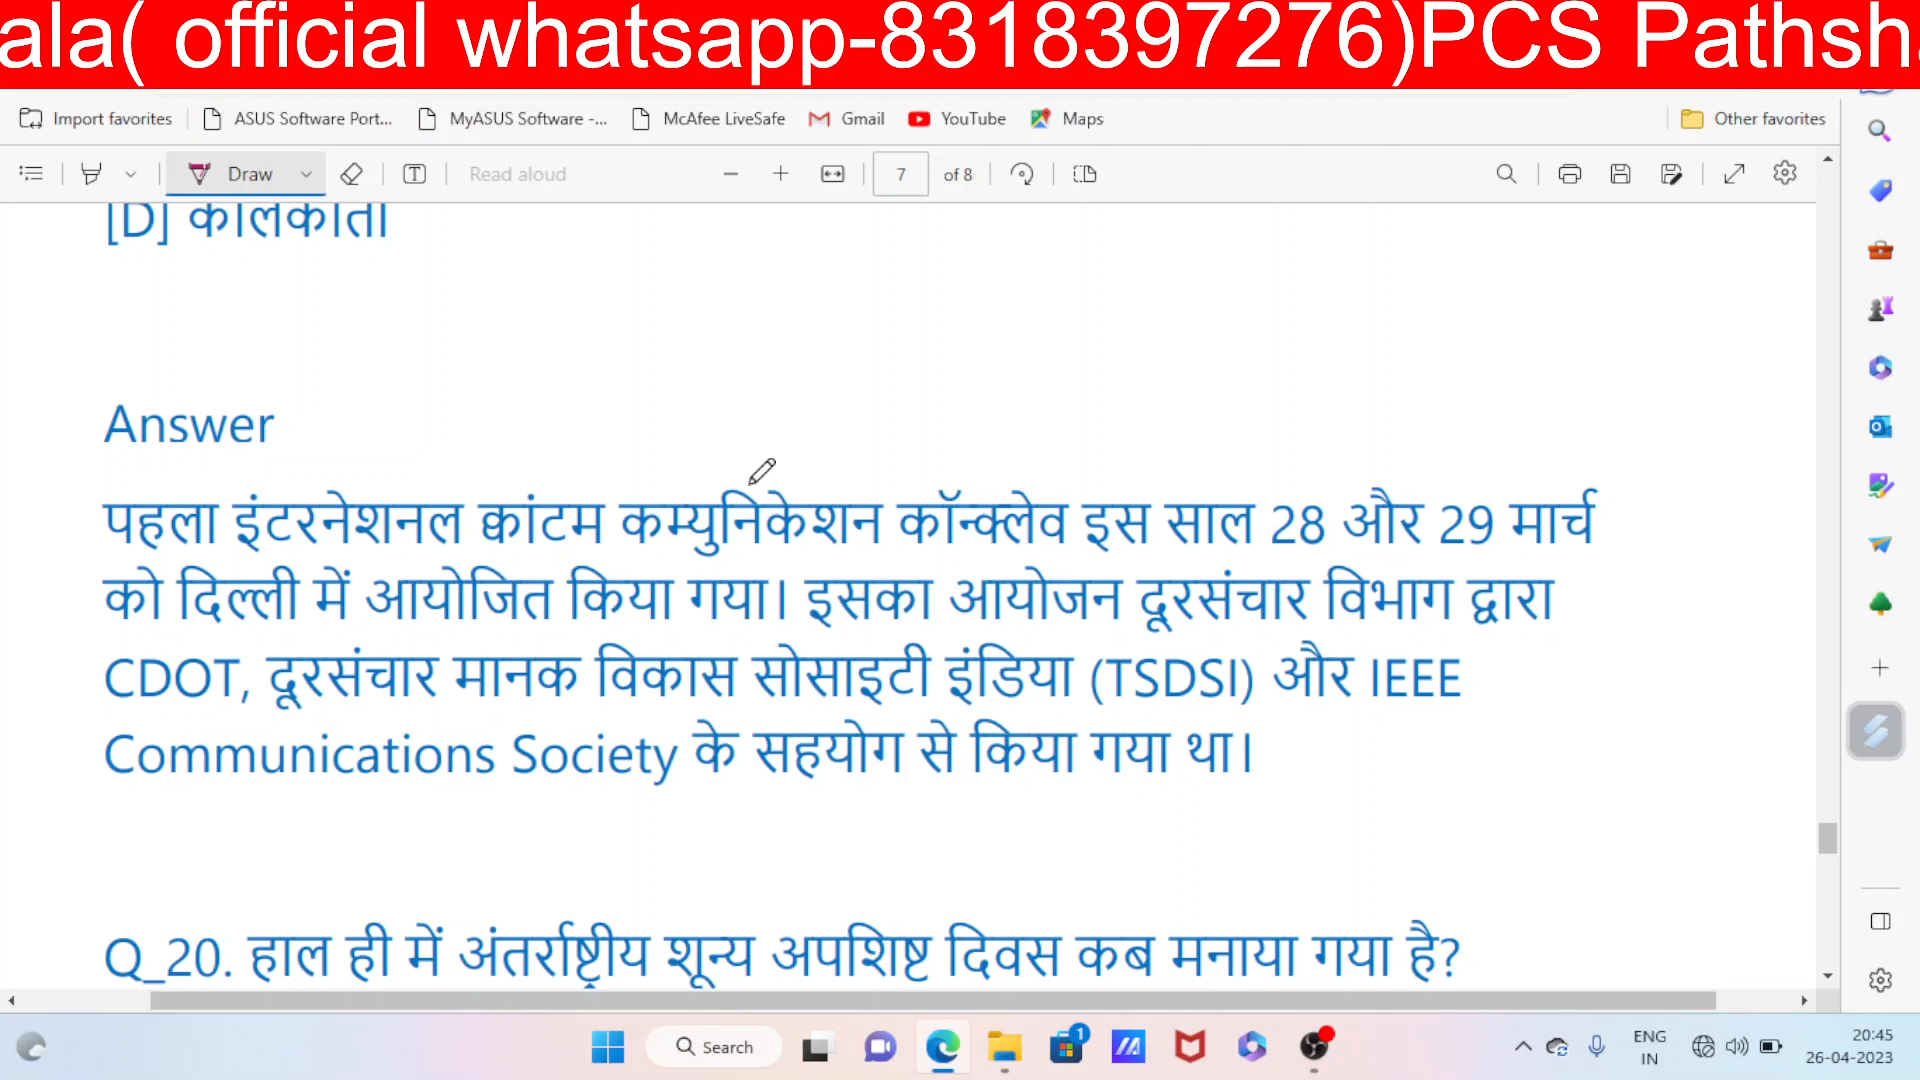 ala( official whatsapp-8318397276)PCS Pathsh
Import favorites ASUS Software Port... MyASUS Software -... McAfee LiveSafe Gmail YouTube Maps Other favorites
Draw Read aloud 7 of 8
[D] कोलकाता
Answer
पहला इंटरनेशनल क्वांटम कम्युनिकेशन कॉन्क्लेव इस साल 28 और 29 मार्च
को दिल्ली में आयोजित किया गया। इसका आयोजन दूरसंचार विभाग द्वारा
CDOT, दूरसंचार मानक विकास सोसाइटी इंडिया (TSDSI) और IEEE
Communications Society के सहयोग से किया गया था।
Q_20. हाल ही में अंतर्राष्ट्रीय शून्य अपशिष्ट दिवस कब मनाया गया है?
Search 1 ENG 20:45
IN 26-04-2023